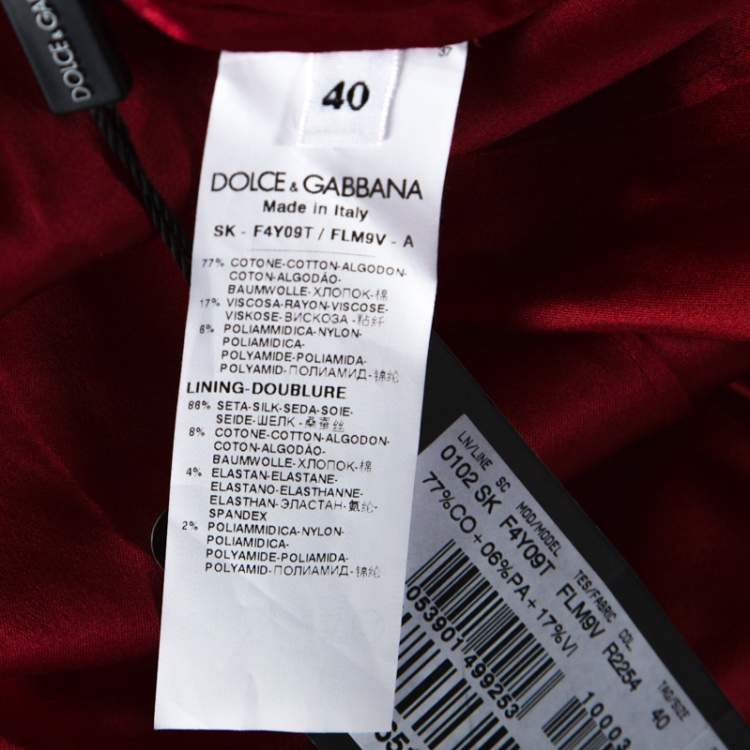 DOLCE & GABBANA
37
40
DOLCE & GABBANA
Made in Italy
SK - F4Y09T / FLM9V - A
77% COTONE-COTTON-ALGODON-
COTON-ALGODÃO-
BAUMWOLLE-ХЛОПОК-棉
17% VISCOSA-RAYON-VISCOSE-
VISKOSE-ВИСКОЗА-粘纤
6% POLIAMMIDICA-NYLON-
POLIAMIDICA-
POLYAMIDE-POLIAMIDA-
POLYAMID-ПОЛИАМИД-锦纶
LINING-DOUBLURE
86% SETA-SILK-SEDA-SOIE-
SEIDE-ШЕЛК-桑蚕丝
8% COTONE-COTTON-ALGODON-
COTON-ALGODÃO-
BAUMWOLLE-ХЛОПОК-棉
4% ELASTAN-ELASTANE-
ELASTANO-ELASTHANNE-
ELASTHAN-ЭЛАСТАН-氨纶
SPANDEX
2% POLIAMMIDICA-NYLON-
POLIAMIDICA-
POLYAMIDE-POLIAMIDA-
POLYAMID-ПОЛИАМИД-锦纶
LN/LINE SC MOD/MODEL TES/FABRIC COL TAG/SIZE
0102 SK F4Y09T FLM9V R2254 40
77%CO+06%PA+17%VI
053901499253